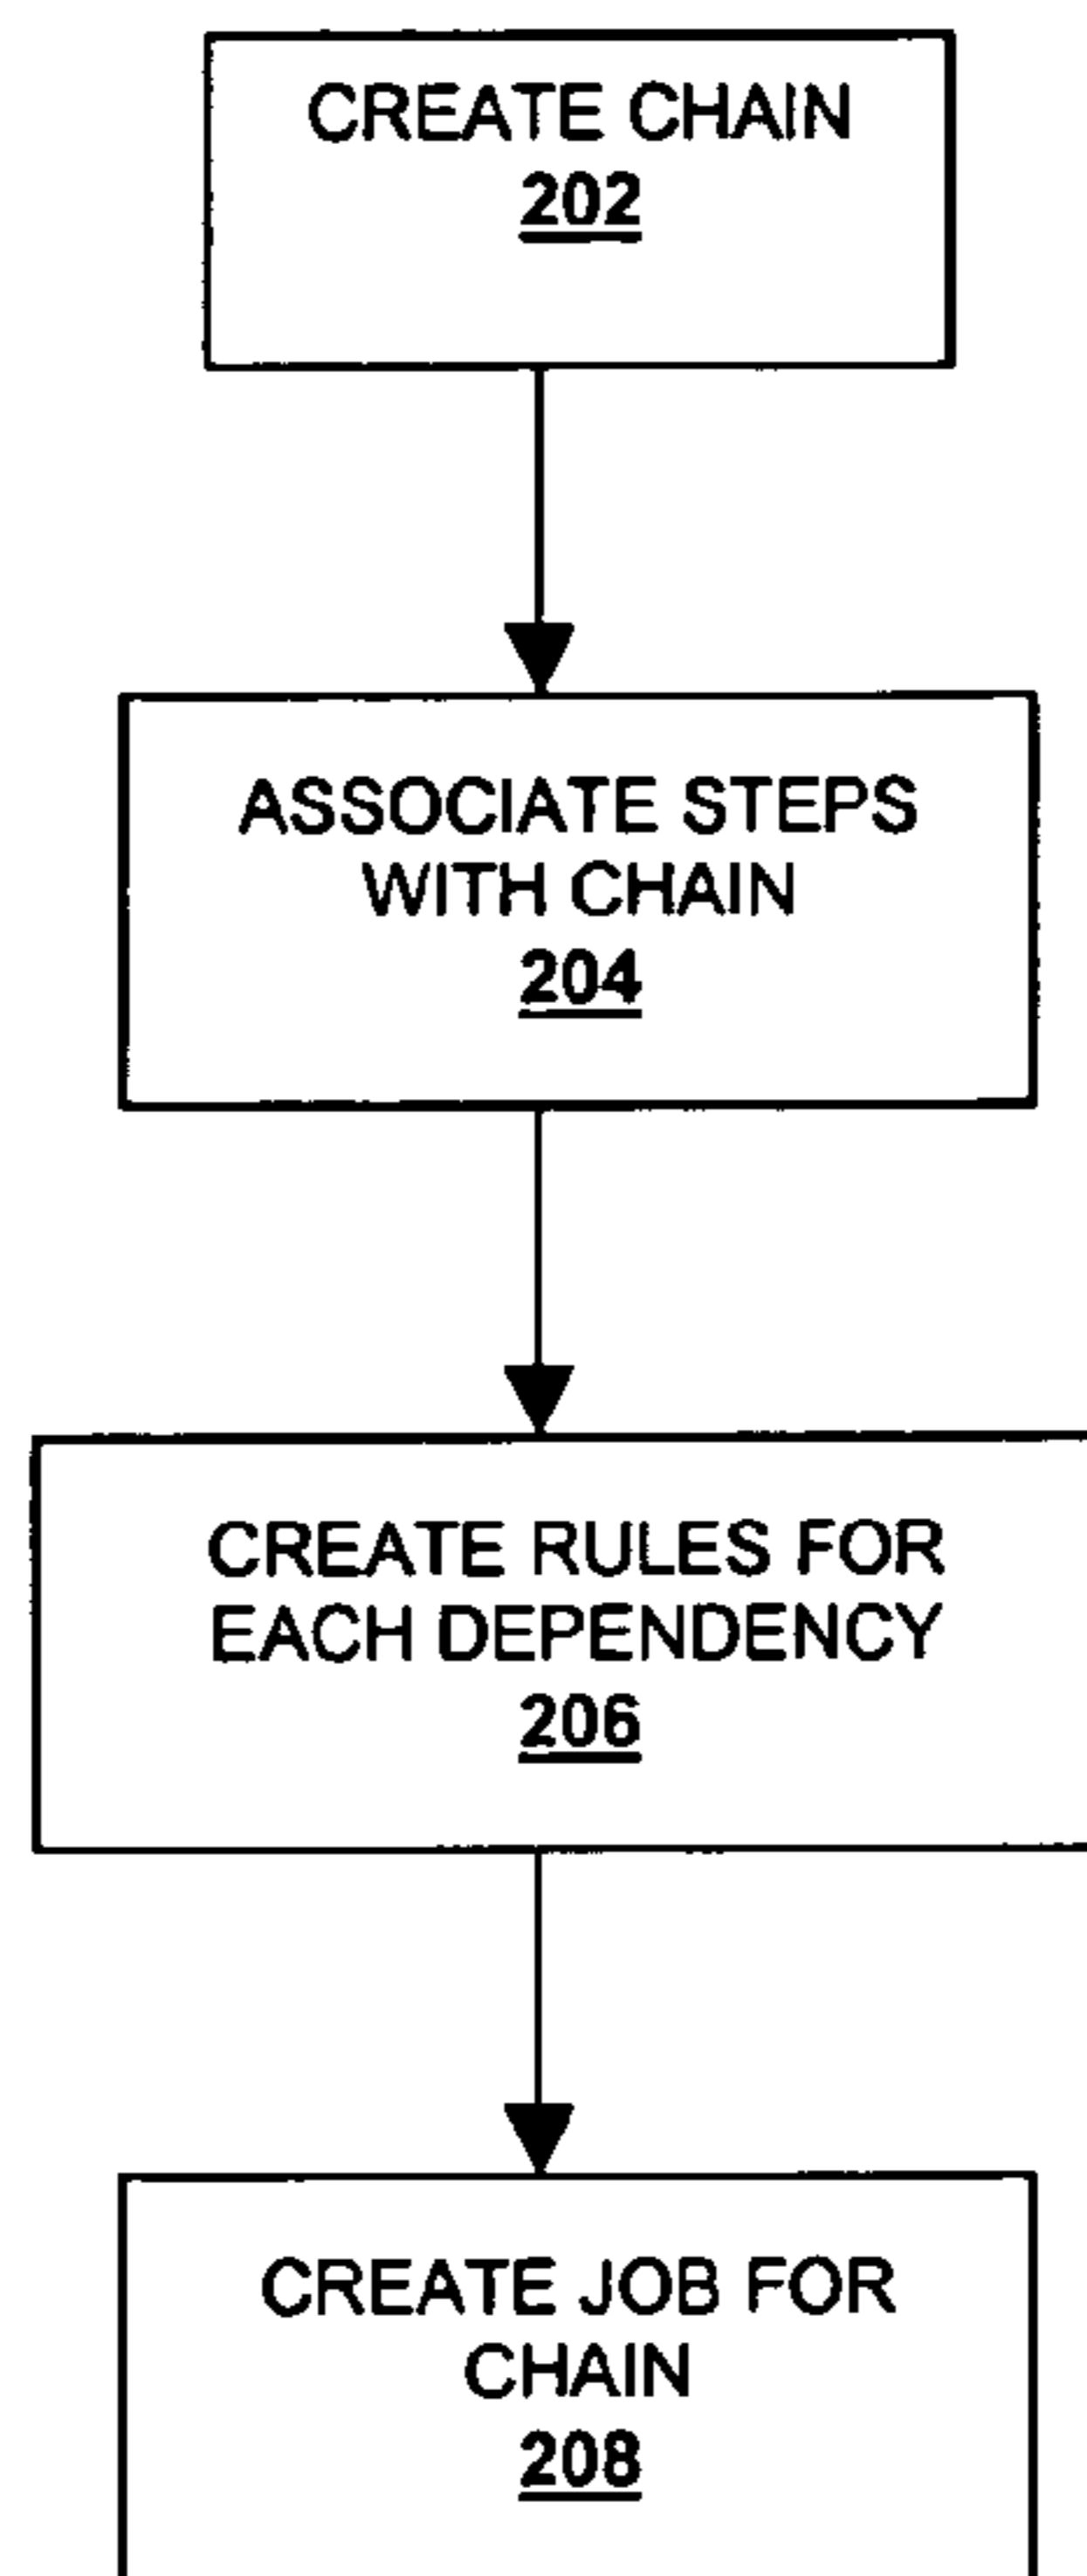 CREATE CHAIN
202
ASSOCIATE STEPS
WITH CHAIN
204
CREATE RULES FOR
EACH DEPENDENCY
206
CREATE JOB FOR
CHAIN
208